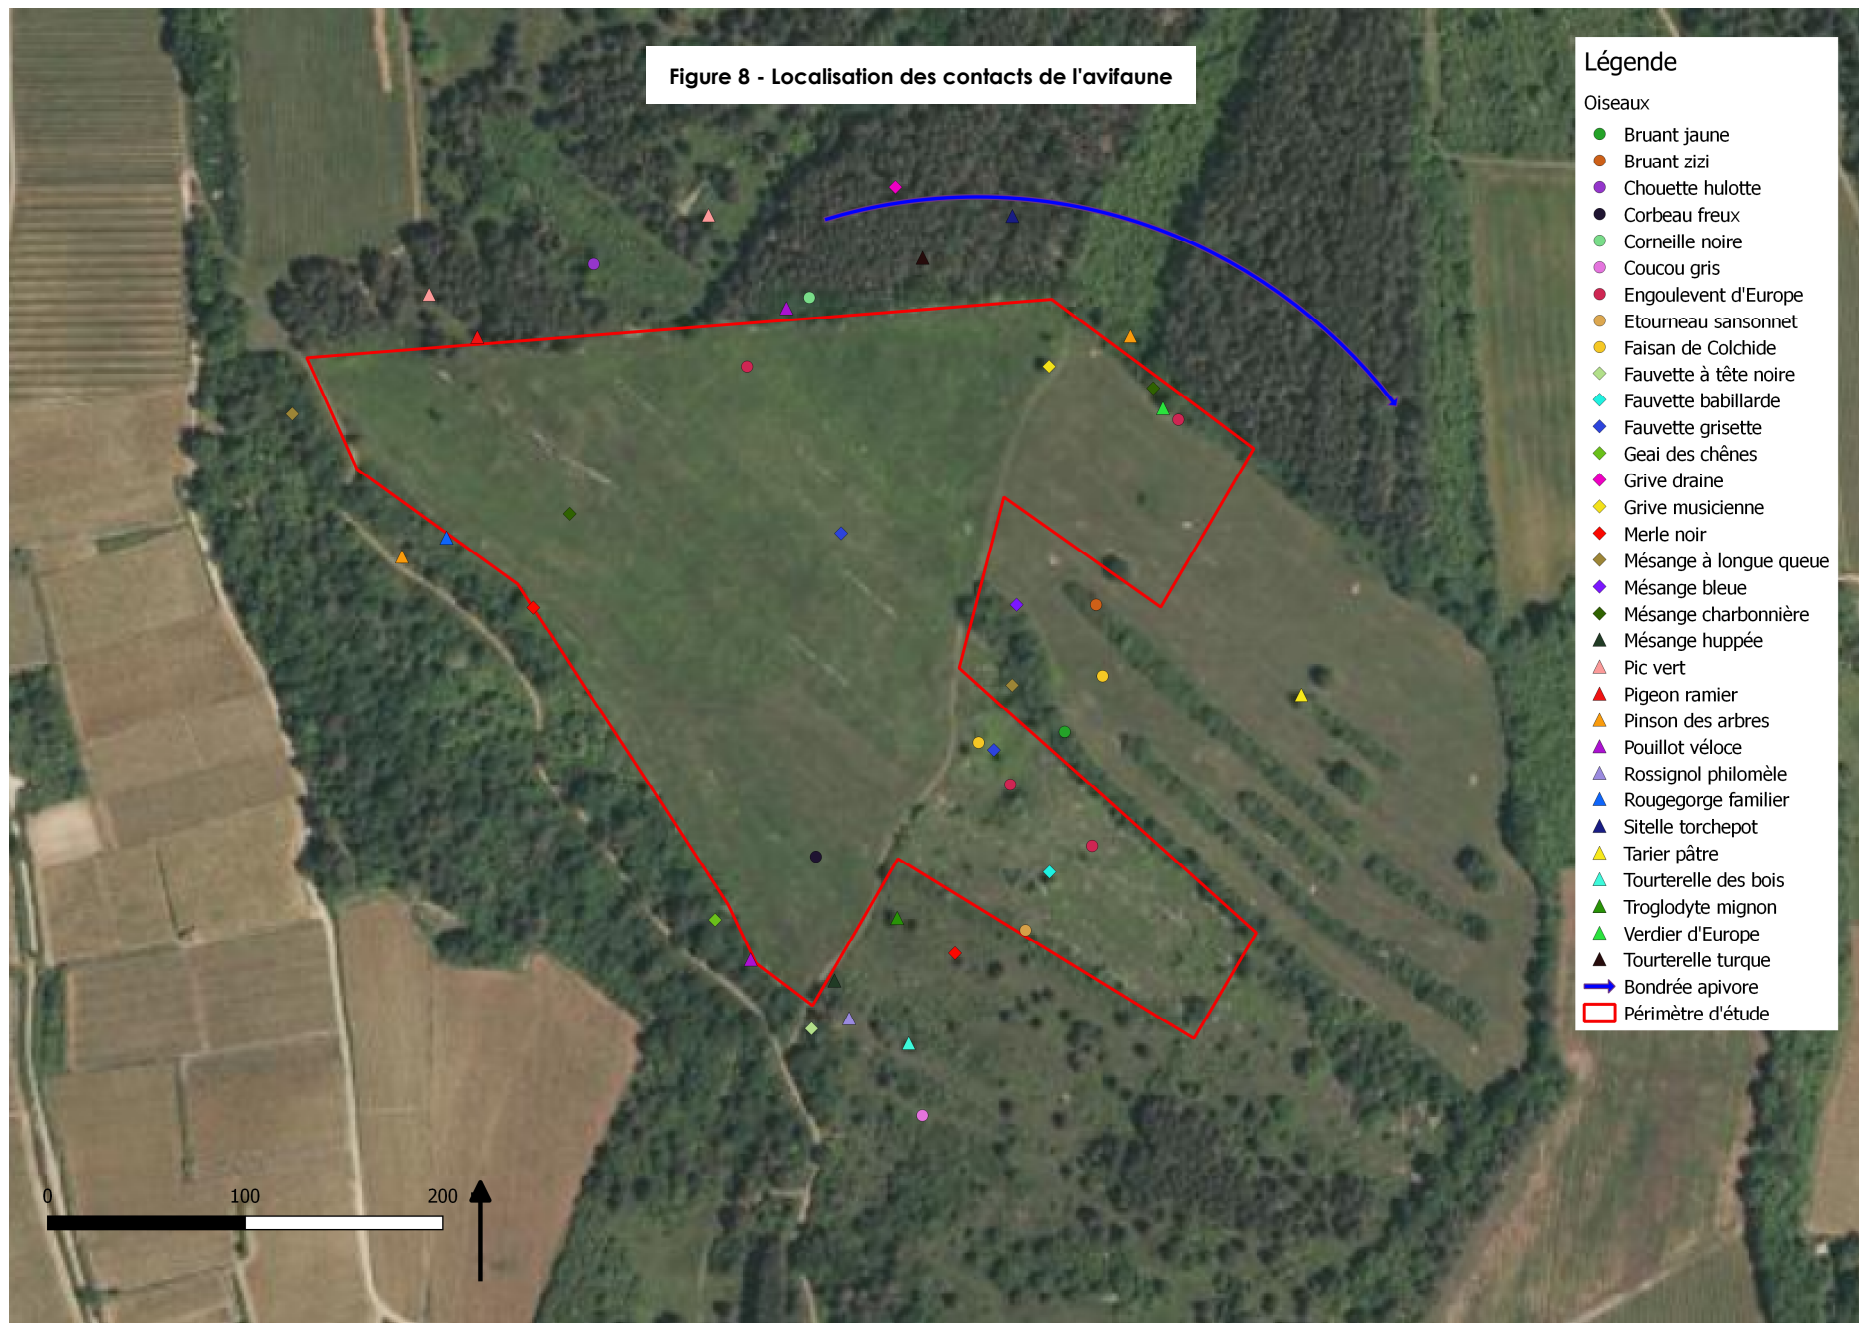 Figure 8 - Localisation des contacts de l'avifaune
Légende
Oiseaux
Bruant jaune
Bruant zizi
Chouette hulotte
Corbeau freux
Corneille noire
Coucou gris
Engoulevent d'Europe
Etourneau sansonnet
Faisan de Colchide
Fauvette à tête noire
Fauvette babillarde
Fauvette grisette
Geai des chênes
Grive draine
Grive musicienne
Merle noir
Mésange à longue queue
Mésange bleue
Mésange charbonnière
Mésange huppée
Pic vert
Pigeon ramier
Pinson des arbres
Pouillot véloce
Rossignol philomèle
Rougegorge familier
Sitelle torchepot
Tarier pâtre
Tourterelle des bois
Troglodyte mignon
Verdier d'Europe
Tourterelle turque
Bondrée apivore
Périmètre d'étude
0 100 200